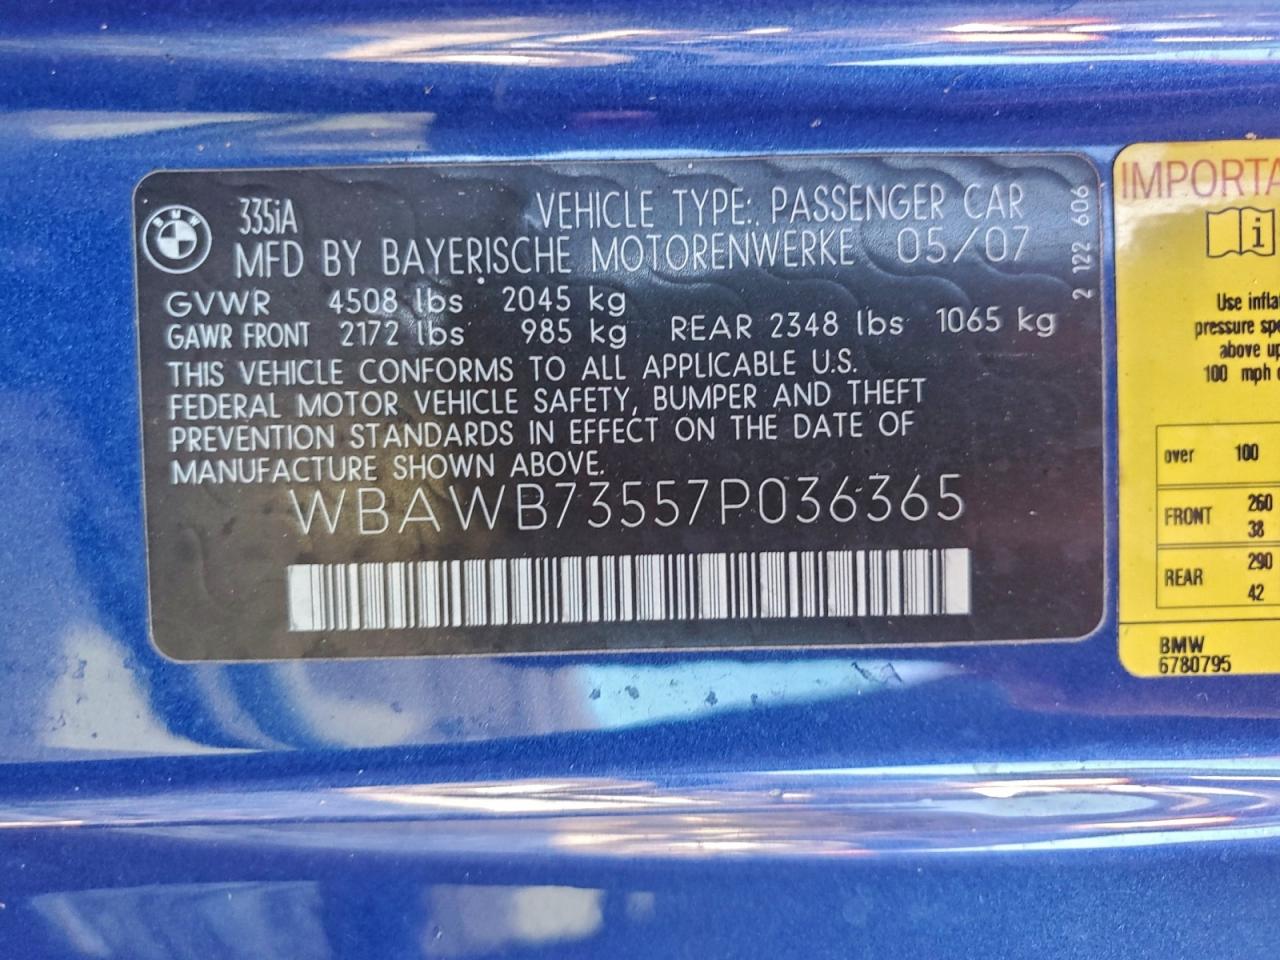 BMW
335iA
VEHICLE TYPE: PASSENGER CAR
MFD BY BAYERISCHE MOTORENWERKE 05/07
GVWR 4508 lbs 2045 kg
GAWR FRONT 2172 lbs 985 kg REAR 2348 lbs 1065 kg
THIS VEHICLE CONFORMS TO ALL APPLICABLE U.S.
FEDERAL MOTOR VEHICLE SAFETY, BUMPER AND THEFT
PREVENTION STANDARDS IN EFFECT ON THE DATE OF
MANUFACTURE SHOWN ABOVE.
WBAWB73557P036365
2 122 606
IMPORTA
i
Use infla
pressure spe
above up
100 mph
over 100
FRONT 260
38
REAR 290
42
BMW
6780795